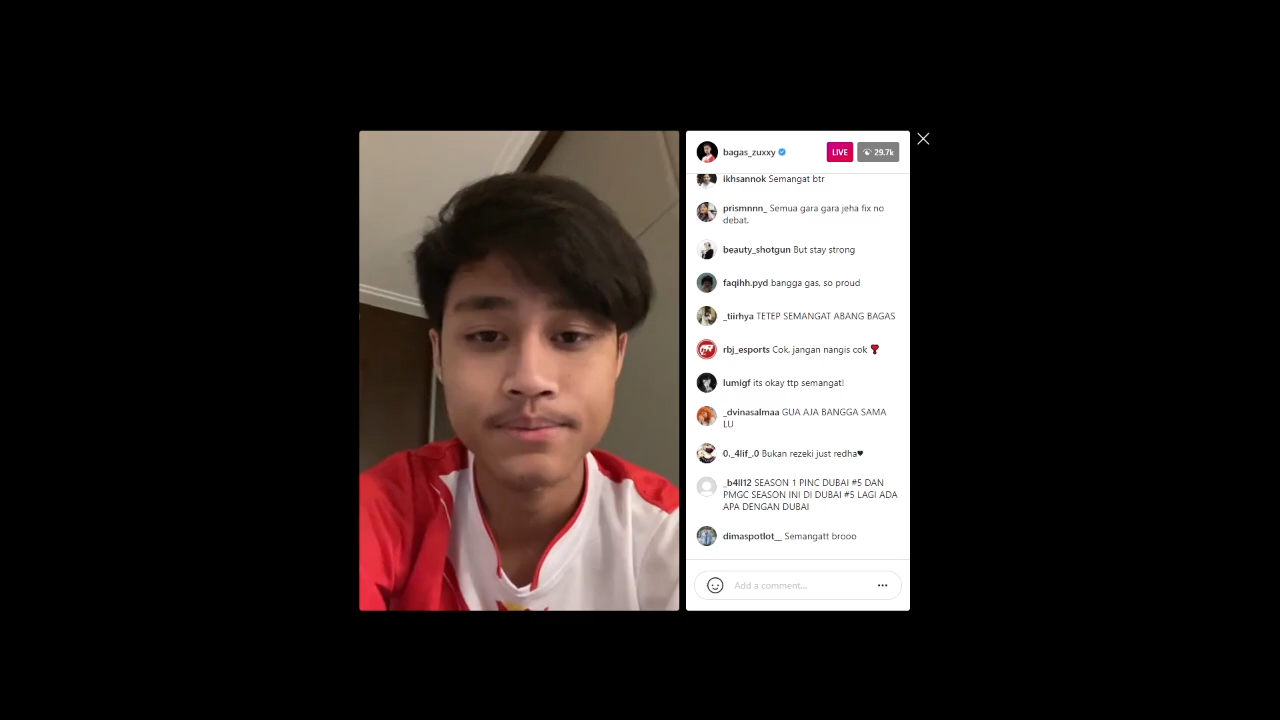 bagas_zuxxy
LIVE
29.7k
ikhsannok Semangat btr
prismnnn_ Semua gara gara jeha fix no
debat.
beauty_shotgun But stay strong
faqihh.pyd bangga gas, so proud
_tiirhya TETEP SEMANGAT ABANG BAGAS
rbj_esports Cok, jangan nangis cok
lumigf its okay ttp semangat!
_dvinasalmaa GUA AJA BANGGA SAMA
LU
0._4lif_.0 Bukan rezeki just redha♥
_b4ll12 SEASON 1 PINC DUBAI #5 DAN
PMGC SEASON INI DI DUBAI #5 LAGI ADA
APA DENGAN DUBAI
dimaspotlot__ Semangatt brooo
Add a comment...